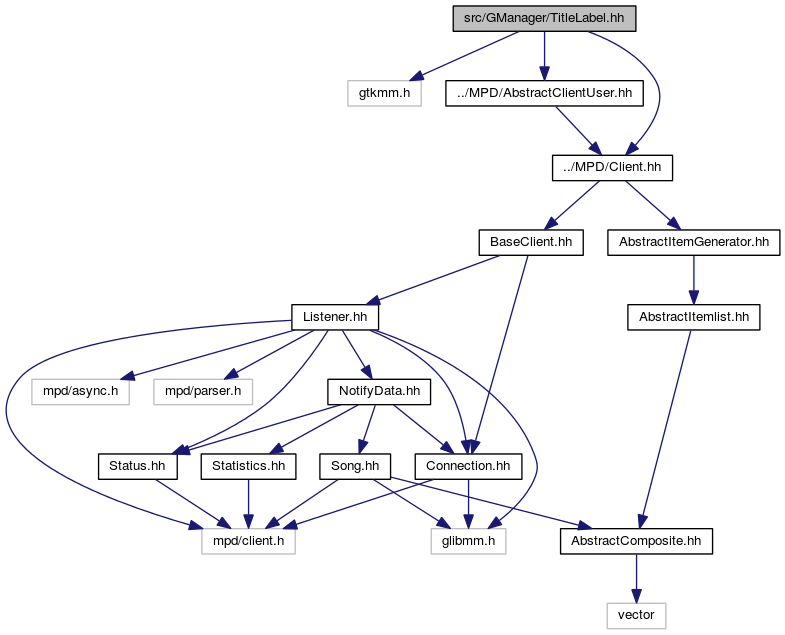 src/GManager/TitleLabel.hh
gtkmm.h
../MPD/AbstractClientUser.hh
../MPD/Client.hh
BaseClient.hh
AbstractItemGenerator.hh
Listener.hh
AbstractItemlist.hh
mpd/async.h
mpd/parser.h
NotifyData.hh
Status.hh
Statistics.hh
Song.hh
Connection.hh
mpd/client.h
glibmm.h
AbstractComposite.hh
vector